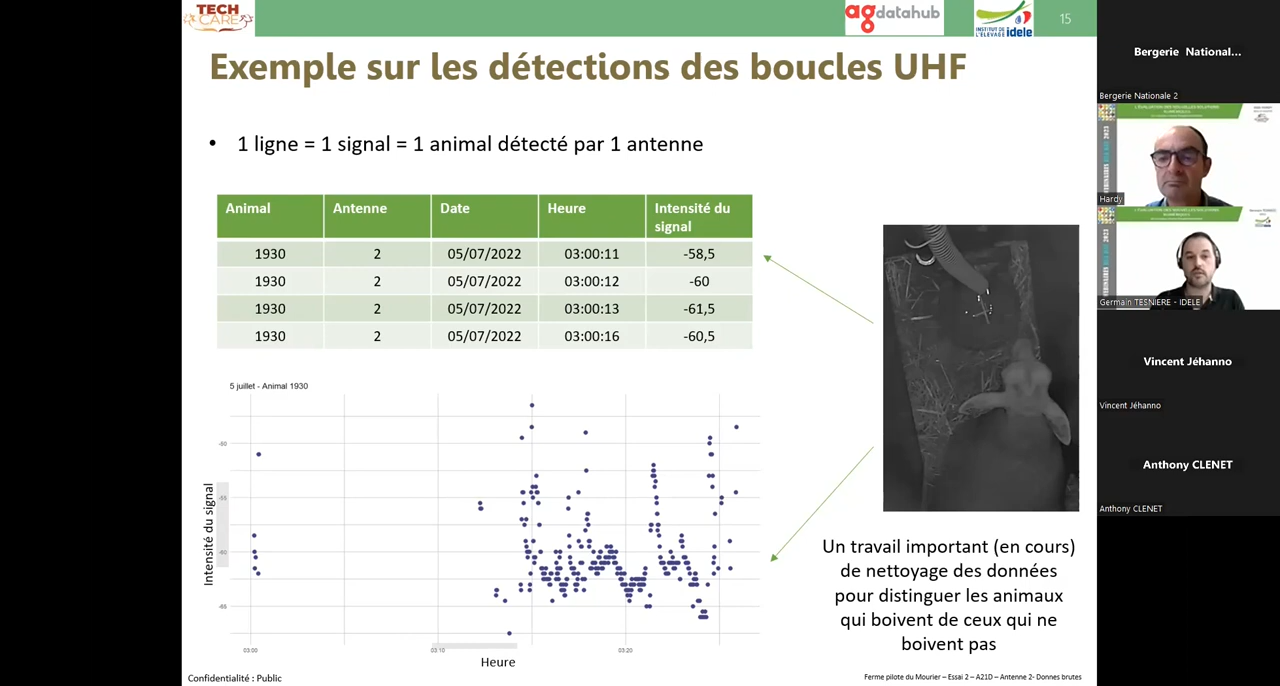 TECH
CARE
agdatahub
INSTITUT DE
L'ÉLEVAGE idele
15
Exemple sur les détections des boucles UHF
• 1 ligne = 1 signal = 1 animal détecté par 1 antenne
Animal Antenne Date Heure Intensité du
signal
1930 2 05/07/2022 03:00:11 -58,5
1930 2 05/07/2022 03:00:12 -60
1930 2 05/07/2022 03:00:13 -61,5
1930 2 05/07/2022 03:00:16 -60,5
5 juillet - Animal 1930
Intensité du signal
-55
-60
-65
03:00 03:10 03:20
Heure
Un travail important (en cours)
de nettoyage des données
pour distinguer les animaux
qui boivent de ceux qui ne
boivent pas
Confidentialité : Public
Ferme pilote du Mourier – Essai 2 – A21D – Antenne 2- Donnes brutes
Bergerie National...
Bergerie Nationale 2
Hardy
Germain TESNIERE - IDELE
Vincent Jéhanno
Vincent Jéhanno
Anthony CLENET
Anthony CLENET